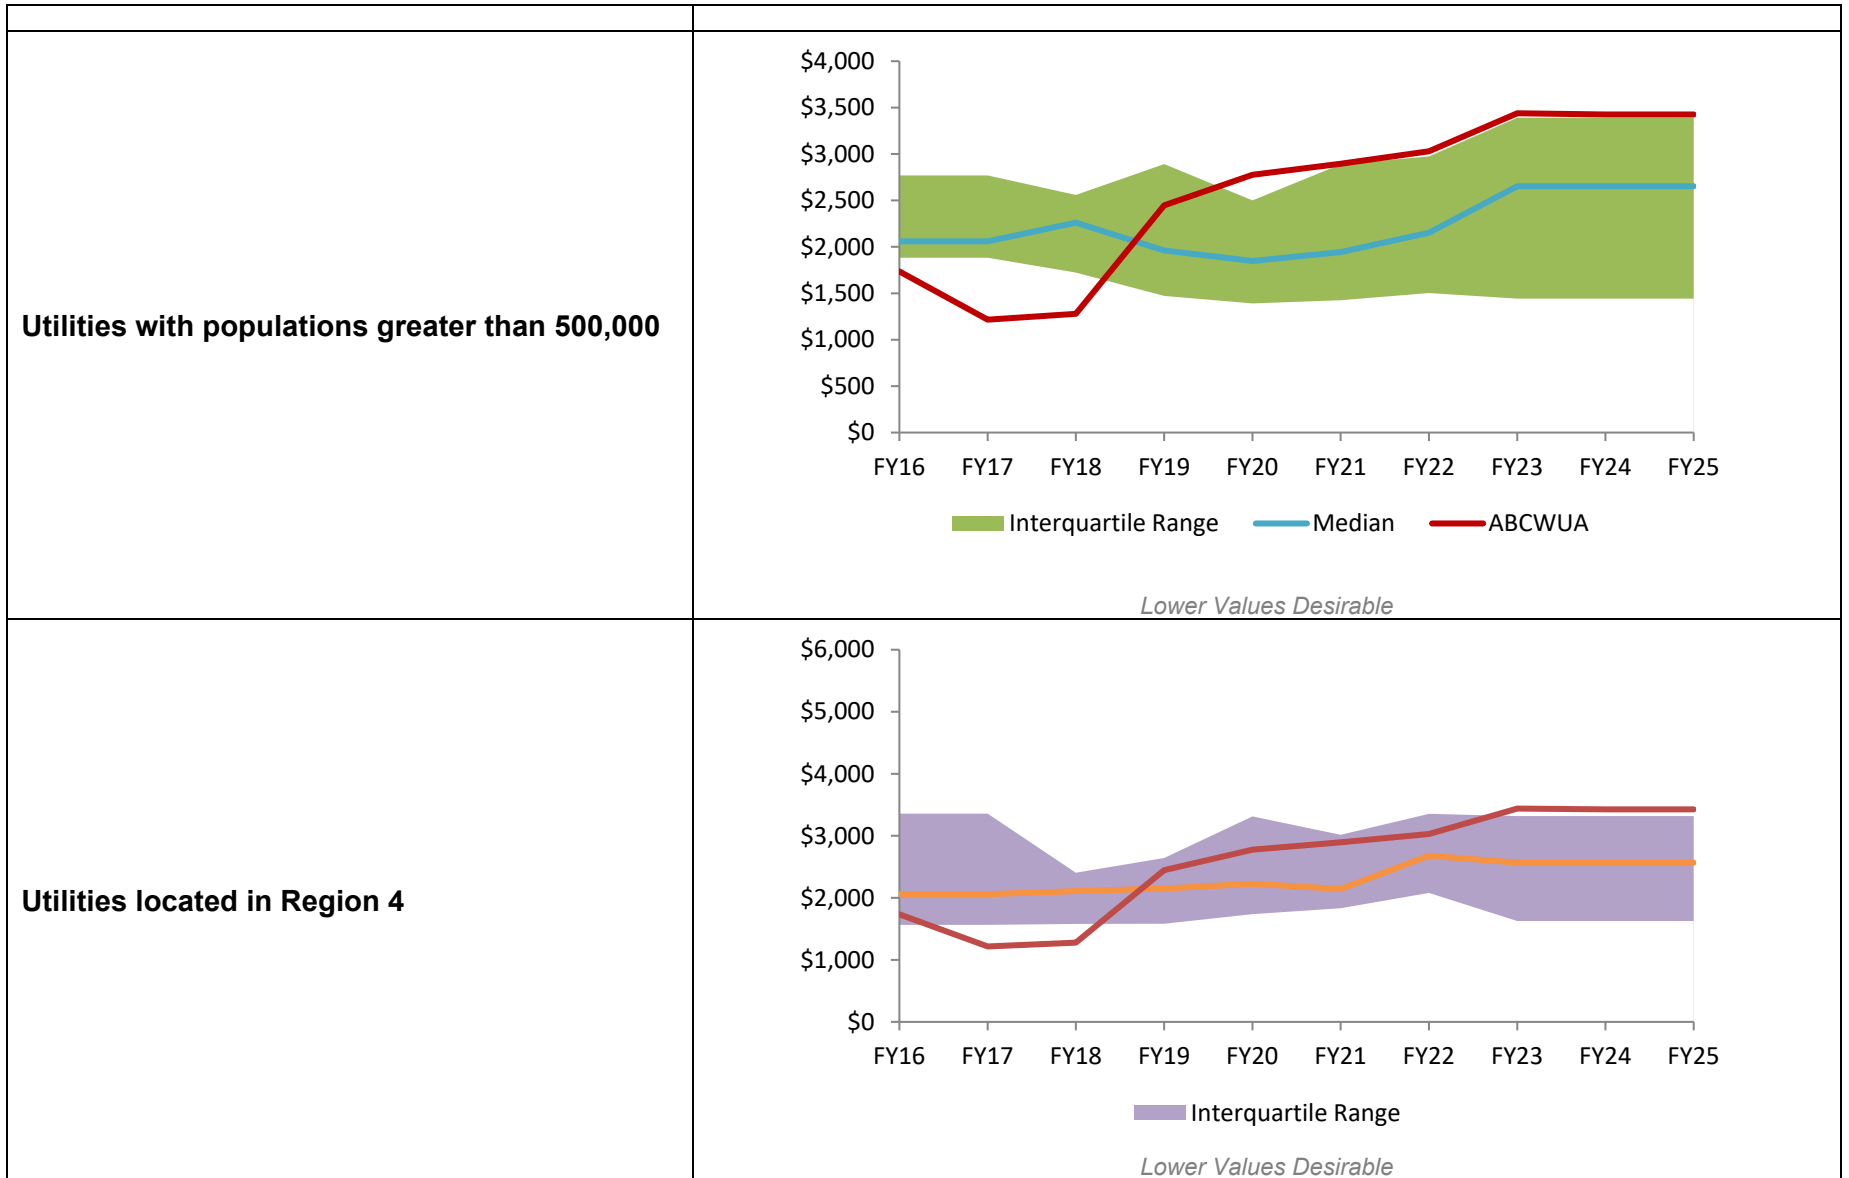 Utilities with populations greater than 500,000
$4,000
$3,500
$3,000
$2,500
$2,000
$1,500
$1,000
$500
$0
FY16 FY17 FY18 FY19 FY20 FY21 FY22 FY23 FY24 FY25
Interquartile Range Median ABCWUA
Lower Values Desirable
Utilities located in Region 4
$6,000
$5,000
$4,000
$3,000
$2,000
$1,000
$0
FY16 FY17 FY18 FY19 FY20 FY21 FY22 FY23 FY24 FY25
Interquartile Range
Lower Values Desirable